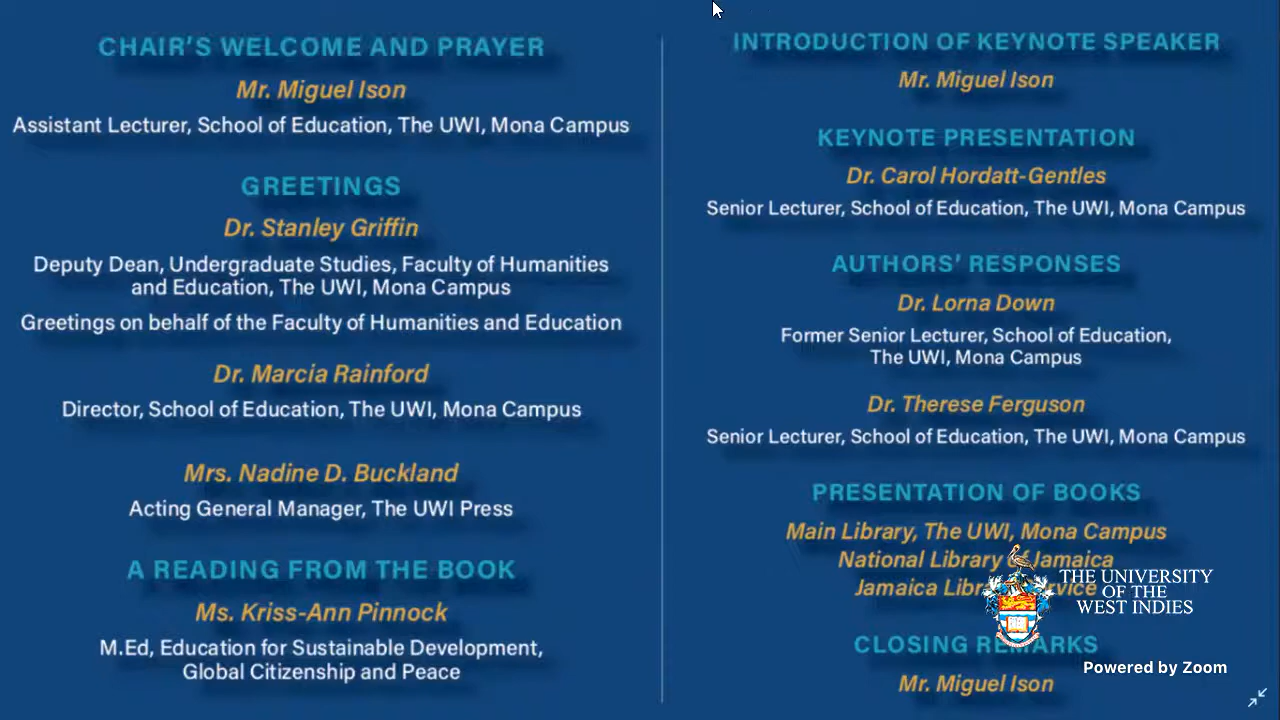 CHAIR'S WELCOME AND PRAYER
Mr. Miguel Ison
Assistant Lecturer, School of Education, The UWI, Mona Campus
GREETINGS
Dr. Stanley Griffin
Deputy Dean, Undergraduate Studies, Faculty of Humanities
and Education, The UWI, Mona Campus
Greetings on behalf of the Faculty of Humanities and Education
Dr. Marcia Rainford
Director, School of Education, The UWI, Mona Campus
Mrs. Nadine D. Buckland
Acting General Manager, The UWI Press
A READING FROM THE BOOK
Ms. Kriss-Ann Pinnock
M.Ed, Education for Sustainable Development,
Global Citizenship and Peace
INTRODUCTION OF KEYNOTE SPEAKER
Mr. Miguel Ison
KEYNOTE PRESENTATION
Dr. Carol Hordatt-Gentles
Senior Lecturer, School of Education, The UWI, Mona Campus
AUTHORS' RESPONSES
Dr. Lorna Down
Former Senior Lecturer, School of Education,
The UWI, Mona Campus
Dr. Therese Ferguson
Senior Lecturer, School of Education, The UWI, Mona Campus
PRESENTATION OF BOOKS
Main Library, The UWI, Mona Campus
National Library of Jamaica
Jamaica Library Service
THE UNIVERSITY
OF THE
WEST INDIES
CLOSING REMARKS
Powered by Zoom
Mr. Miguel Ison